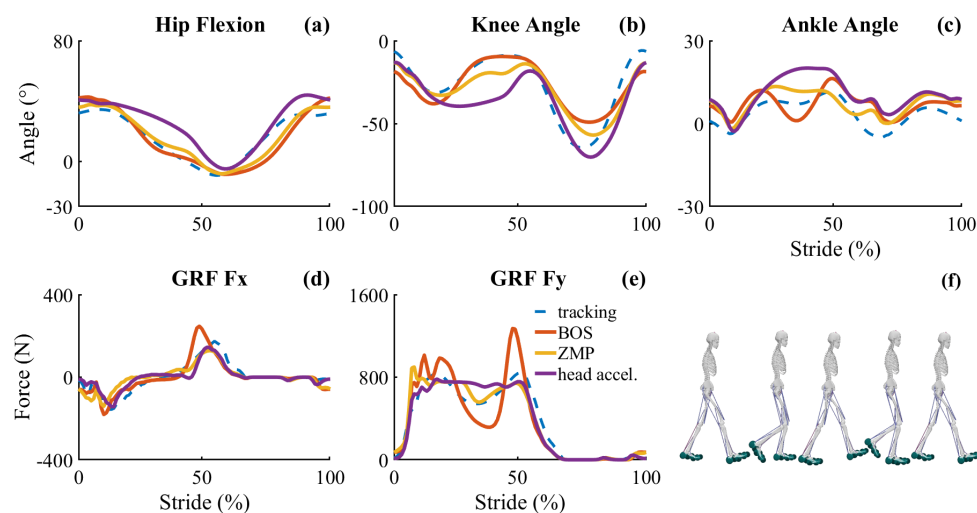 Hip Flexion (a)
Knee Angle (b)
Ankle Angle (c)
Angle (°)
80
0
-30
0
50
100
0
-50
-100
0
50
100
30
0
-30
0
50
100
Stride (%)
GRF Fx (d)
GRF Fy (e)
(f)
Force (N)
400
0
-400
0
50
100
Stride (%)
1600
800
0
0
50
100
Stride (%)
tracking
BOS
ZMP
head accel.